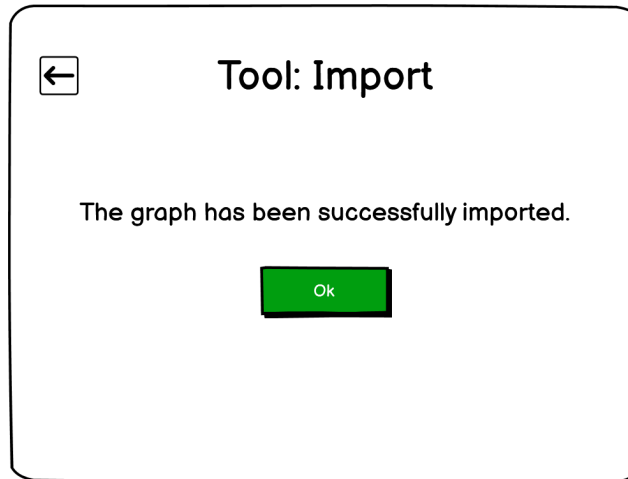 Tool: Import
The graph has been successfully imported.
Ok